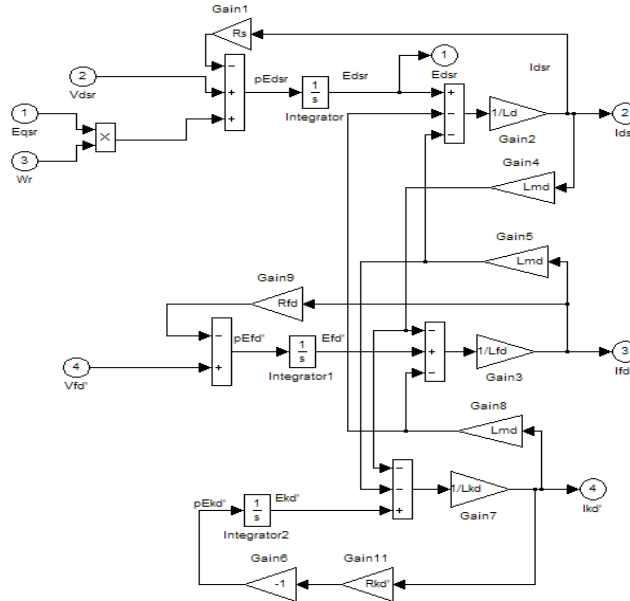 Gain1
Rs
Idsr
1
Edsr
2
Vdsr
pEdsr
Edsr
1
s
Integrator
1/Ld
Gain2
2
Ids
1
Eqsr
3
Wr
Gain4
Lmd
Gain5
Lmd
Gain9
Rfd
pEfd'
Efd'
1
s
Integrator1
4
Vfd'
1/Lfd
Gain3
3
Ifd
Gain8
Lmd
pEkd'
Ekd'
1
s
Integrator2
1/Lkd
Gain7
4
Ikd'
Gain6
-1
Gain11
Rkd'